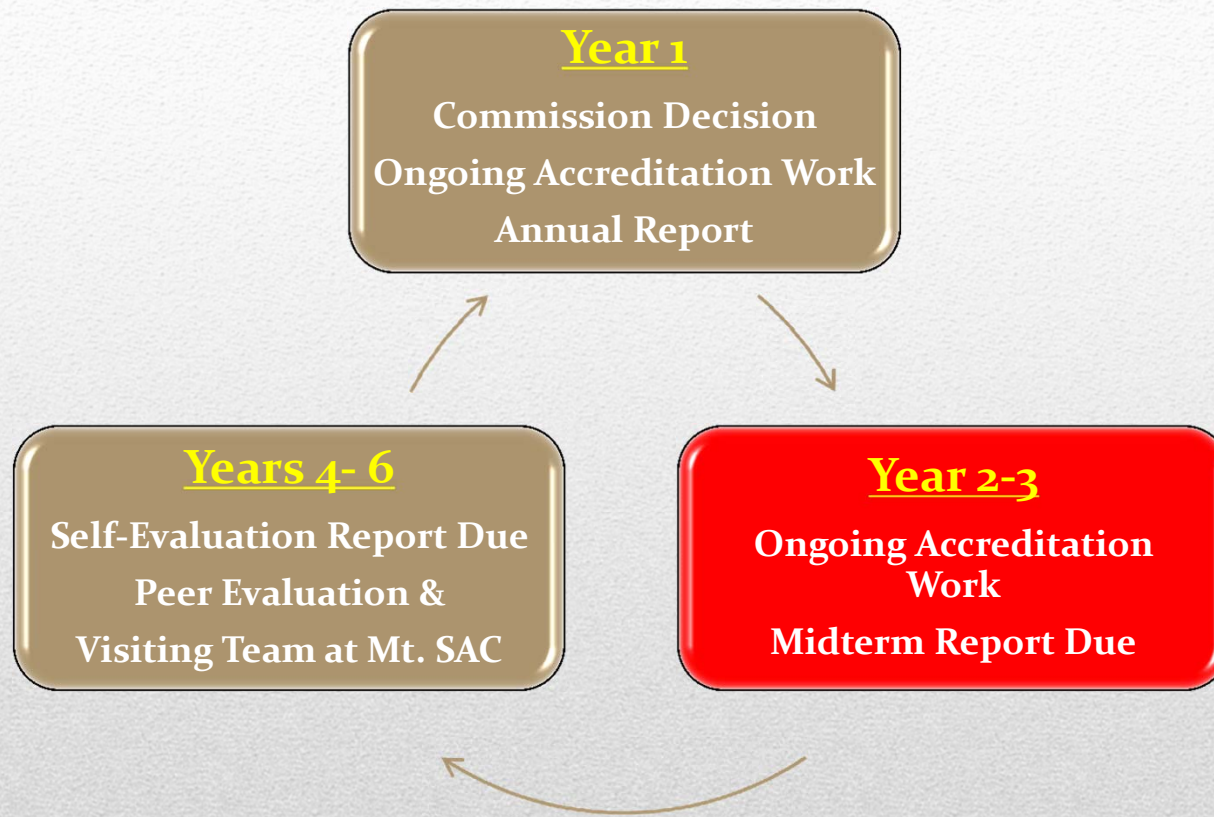 Year 1
Commission Decision
Ongoing Accreditation Work
Annual Report
Years 4- 6
Self-Evaluation Report Due
Peer Evaluation &
Visiting Team at Mt. SAC
Year 2-3
Ongoing Accreditation
Work
Midterm Report Due